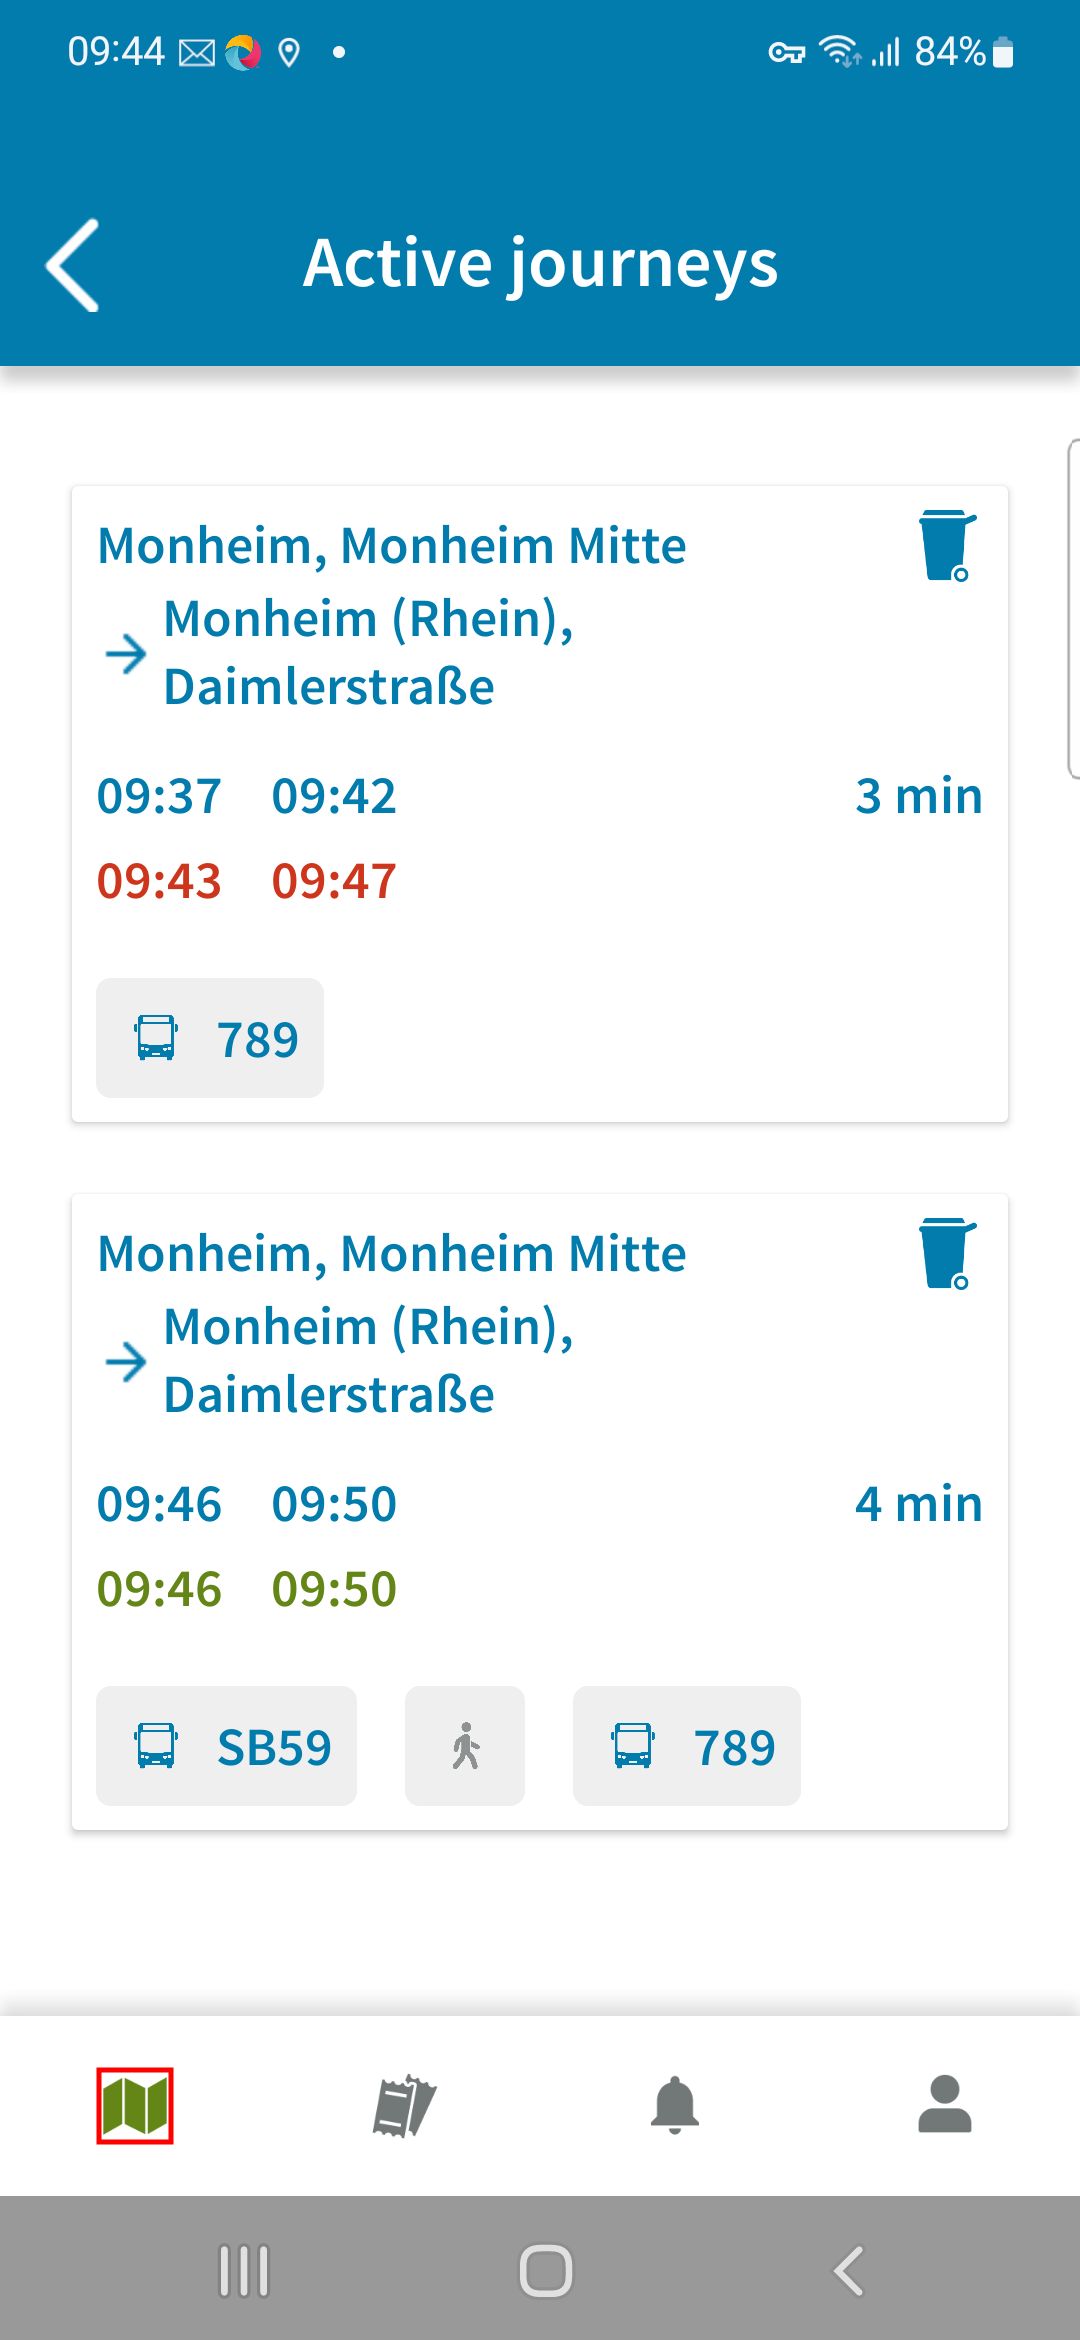 09:44
84%
Active journeys
Monheim, Monheim Mitte
Monheim (Rhein),
Daimlerstraße
09:37 09:42 3 min
09:43 09:47
789
Monheim, Monheim Mitte
Monheim (Rhein),
Daimlerstraße
09:46 09:50 4 min
09:46 09:50
SB59 789